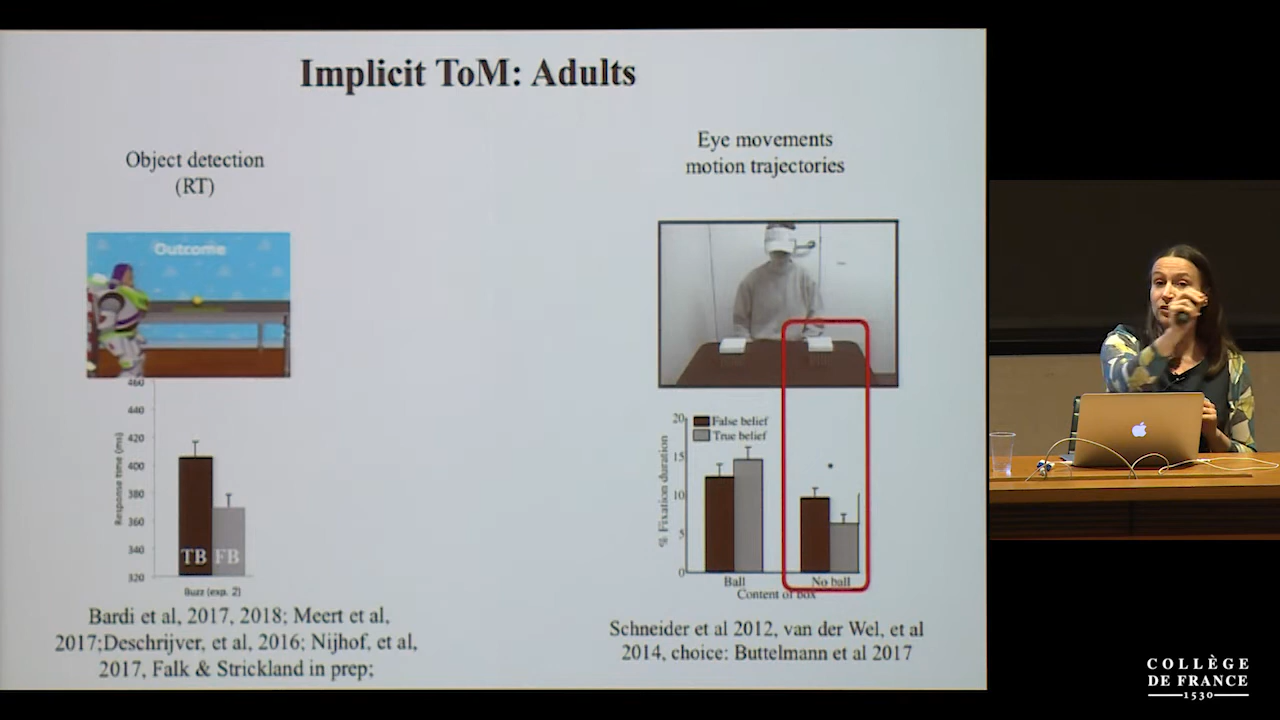 Implicit ToM: Adults
Object detection
(RT)
Outcome
460
440
420
400
380
360
340
320
Response time (ms)
TB FB
Buzz (exp. 2)
Bardi et al, 2017, 2018; Meert et al,
2017;Deschrijver, et al, 2016; Nijhof, et al,
2017, Falk & Strickland in prep;
Eye movements
motion trajectories
20
15
10
5
0
% Fixation duration
False belief
True belief
Ball
No ball
Content of box
Schneider et al 2012, van der Wel, et al
2014, choice: Buttelmann et al 2017
COLLÈGE
DE FRANCE
1530